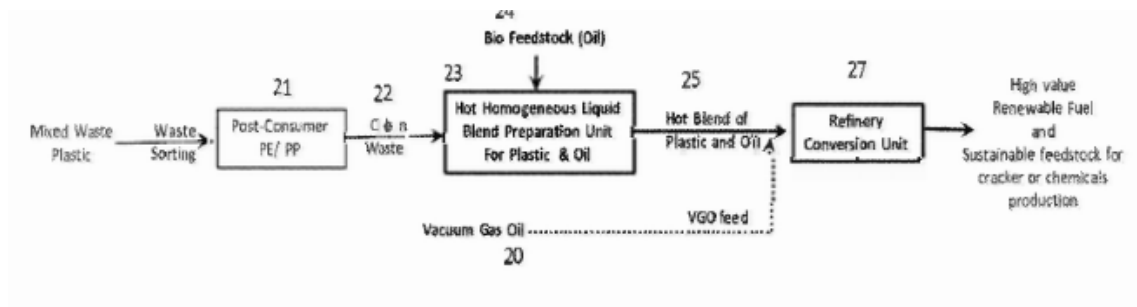 24
Bio Feedstock (Oil)
21
22
23
25
27
Mixed Waste
Plastic
Waste
Sorting
Post-Consumer
PE/ PP
Waste
Hot Homogeneous Liquid
Blend Preparation Unit
For Plastic & Oil
Hot Blend of
Plastic and Oil
Refinery
Conversion Unit
High value
Renewable Fuel
and
Sustainable feedstock for
cracker or chemicals
production
Vacuum Gas Oil
VGO feed
20